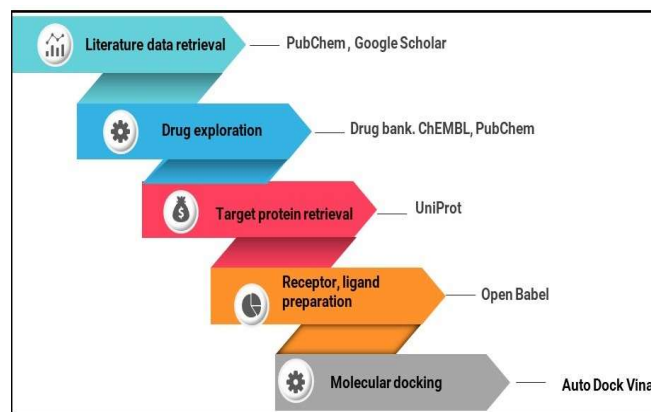 Literature data retrieval
PubChem , Google Scholar
Drug exploration
Drug bank. ChEMBL, PubChem
$
Target protein retrieval
UniProt
Receptor, ligand
preparation
Open Babel
Molecular docking
Auto Dock Vina